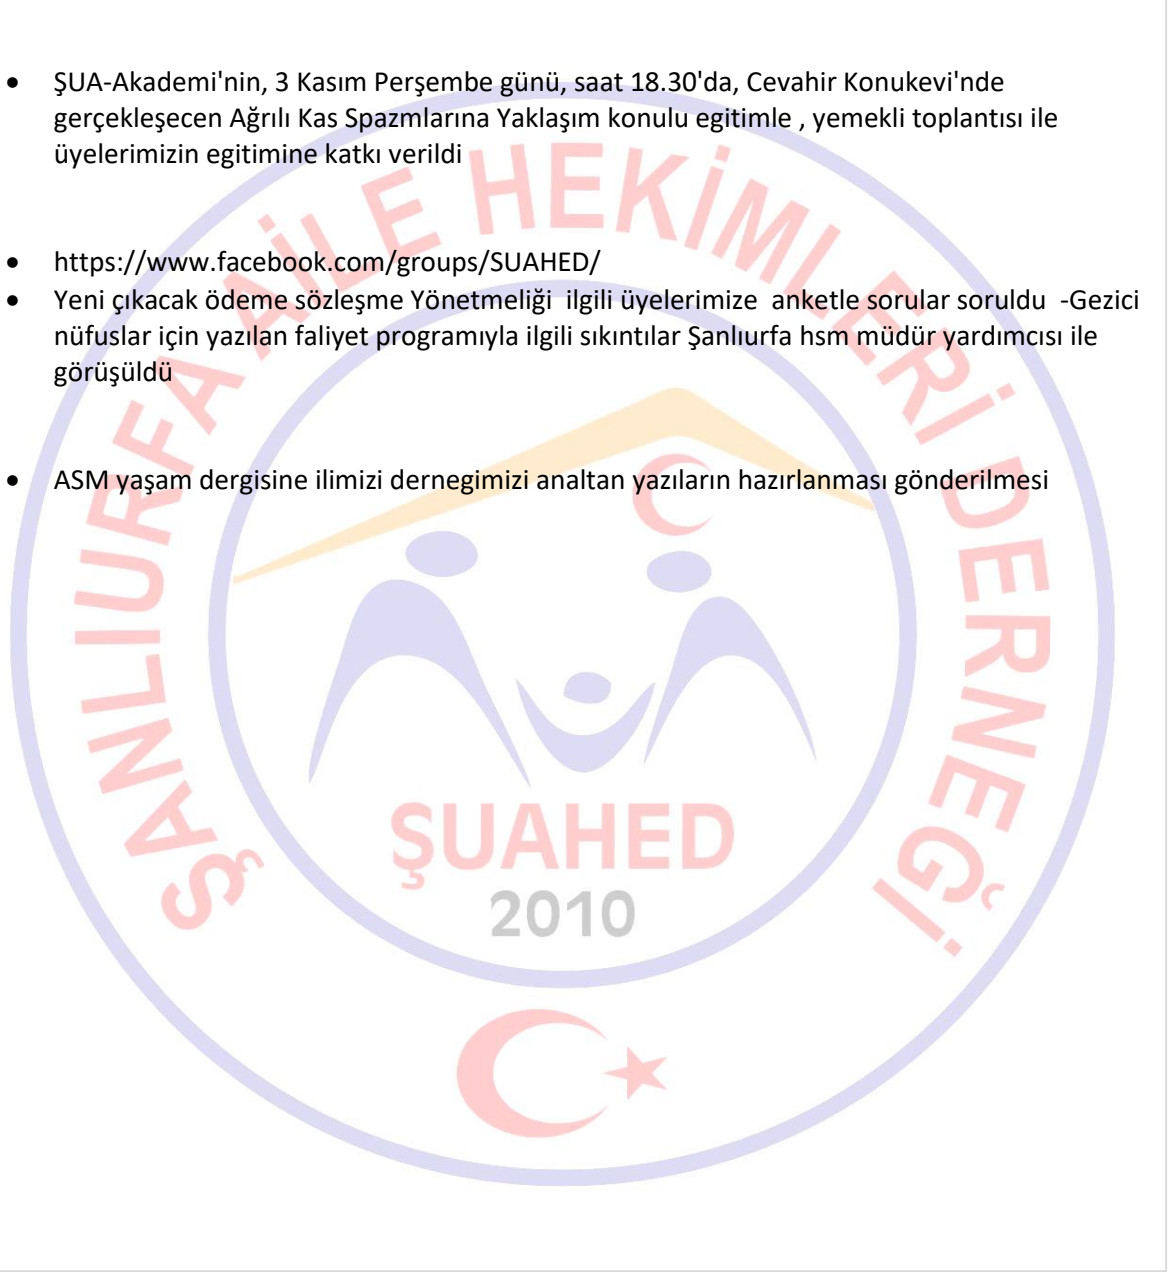 • ŞUA-Akademi'nin, 3 Kasım Perşembe günü, saat 18.30'da, Cevahir Konukevi'nde
gerçekleşecen Ağrılı Kas Spazmlarına Yaklaşım konulu egitimle , yemekli toplantısı ile
üyelerimizin egitimine katkı verildi
• https://www.facebook.com/groups/SUAHED/
• Yeni çıkacak ödeme sözleşme Yönetmeliği  ilgili üyelerimize  anketle sorular soruldu  -Gezici
nüfuslar için yazılan faliyet programıyla ilgili sıkıntılar Şanlıurfa hsm müdür yardımcısı ile
görüşüldü
• ASM yaşam dergisine ilimizi dernegimizi analtan yazıların hazırlanması gönderilmesi
ŞANLIURFA AİLE HEKİMLERİ DERNEĞİ
ŞUAHED
2010